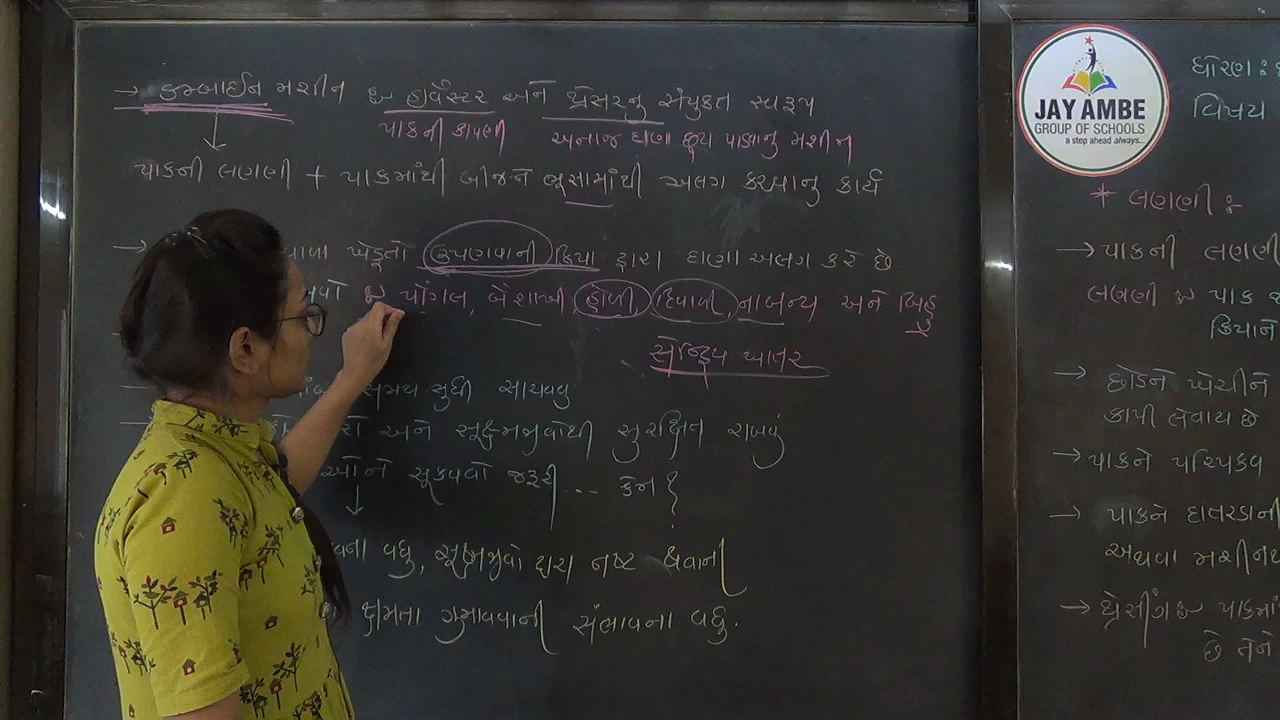 → કમ્બાઈન મશીન હાર્વેસ્ટર અને થ્રેસરનું સંયુક્ત સ્વરૂપ
પાકની કાપણી અનાજ દાણા છૂટા પાડવાનું મશીન
પાકની લણણી + પાકમાંથી બીજને ભૂસામાંથી અલગ કરવાનું કાર્ય
→ ખેડૂતો ઉપણવાની ક્રિયા દ્વારા દાણા અલગ કરે છે
પોંગલ, બૈશાખી, હોળી, દિવાળી, નાબન્ય અને બિહૂ
સેન્દ્રિય ખાતર
સમય સુધી સાચવવું
અને સૂક્ષ્મજીવોથી સુરક્ષિત રાખવું
સૂકવવો જરૂરી ... કેમ?
વધુ, સૂક્ષ્મજીવો દ્વારા નષ્ટ થવાની
ક્ષમતા ગુમાવવાની સંભાવના વધુ.
JAY AMBE
GROUP OF SCHOOLS
a step ahead always...
ધોરણ :
વિષય
* લણણી :
→ પાકની લણણી
લણણી પાક
ક્રિયાને
→ છોડને ખેંચીને
કાપી લેવાય છે
→ પાકને પરિપકવ
→ પાકને દાતરડાની
અથવા મશીન
→ થ્રેસીંગ પાકમાં
છે તેને